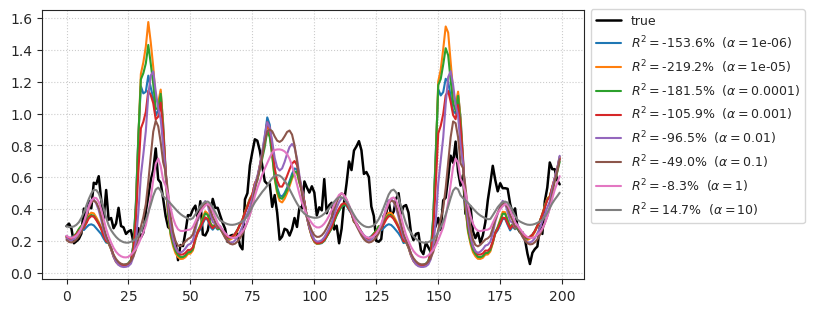 1.6
1.4
1.2
1.0
0.8
0.6
0.4
0.2
0.0
0 25 50 75 100 125 150 175 200
true
R² = -153.6% (α = 1e-06)
R² = -219.2% (α = 1e-05)
R² = -181.5% (α = 0.0001)
R² = -105.9% (α = 0.001)
R² = -96.5% (α = 0.01)
R² = -49.0% (α = 0.1)
R² = -8.3% (α = 1)
R² = 14.7% (α = 10)